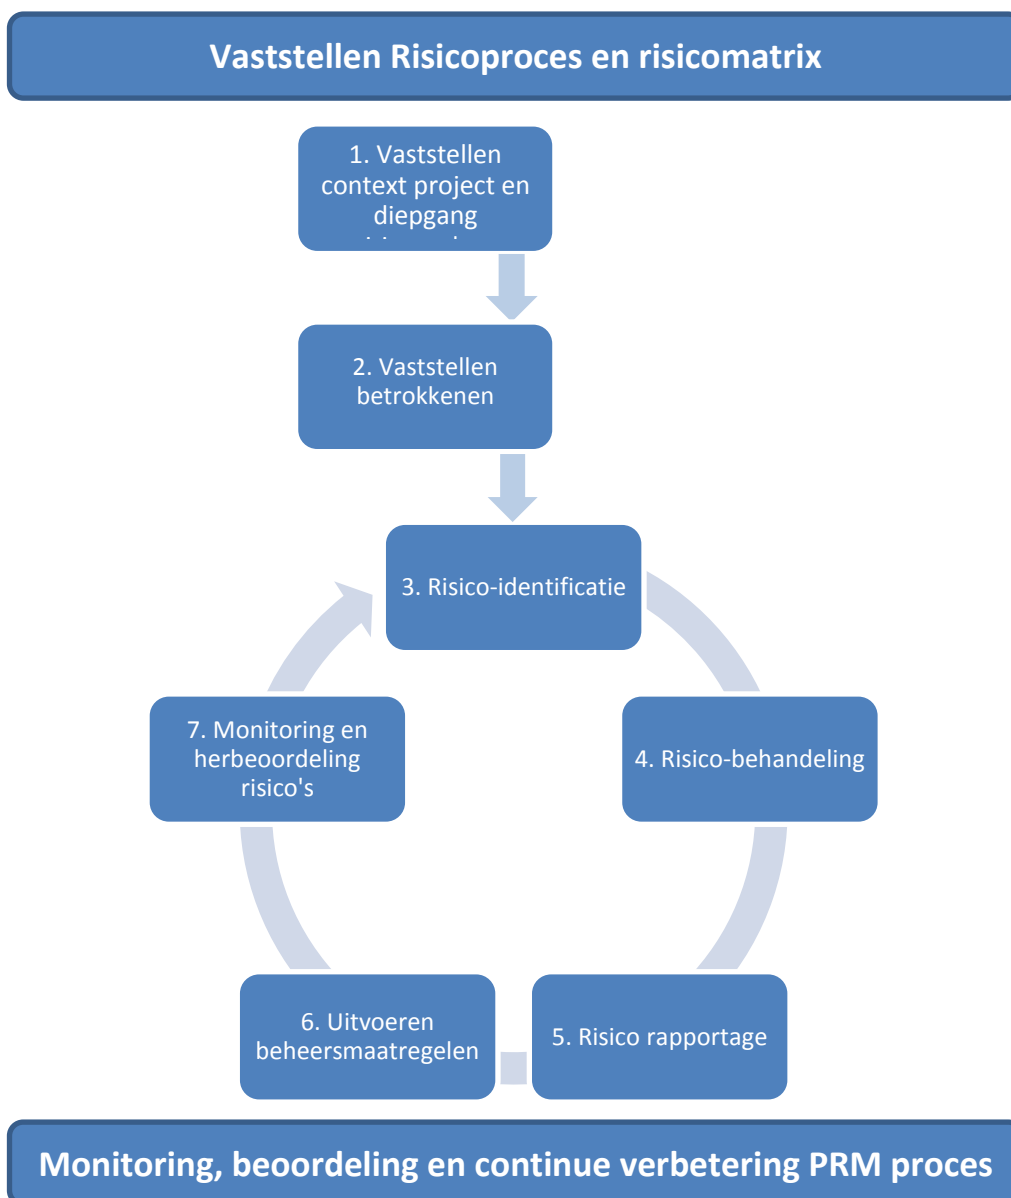 Vaststellen Risicoproces en risicomatrix
1. Vaststellen
context project en
diepgang
2. Vaststellen
betrokkenen
3. Risico-identificatie
7. Monitoring en
herbeoordeling
risico's
4. Risico-behandeling
6. Uitvoeren
beheersmaatregelen
5. Risico rapportage
Monitoring, beoordeling en continue verbetering PRM proces